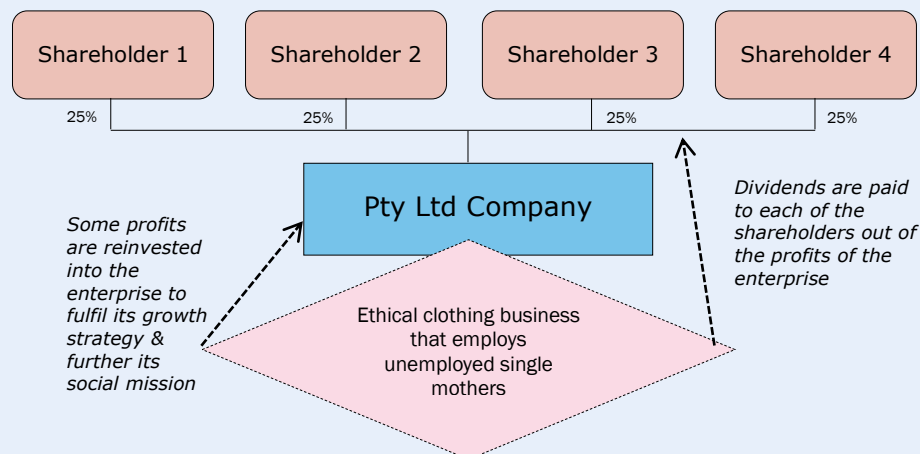 Shareholder 1
Shareholder 2
Shareholder 3
Shareholder 4
25%
25%
25%
25%
Pty Ltd Company
Some profits
are reinvested
into the
enterprise to
fulfil its growth
strategy &
further its
social mission
Dividends are paid
to each of the
shareholders out of
the profits of the
enterprise
Ethical clothing business
that employs
unemployed single
mothers